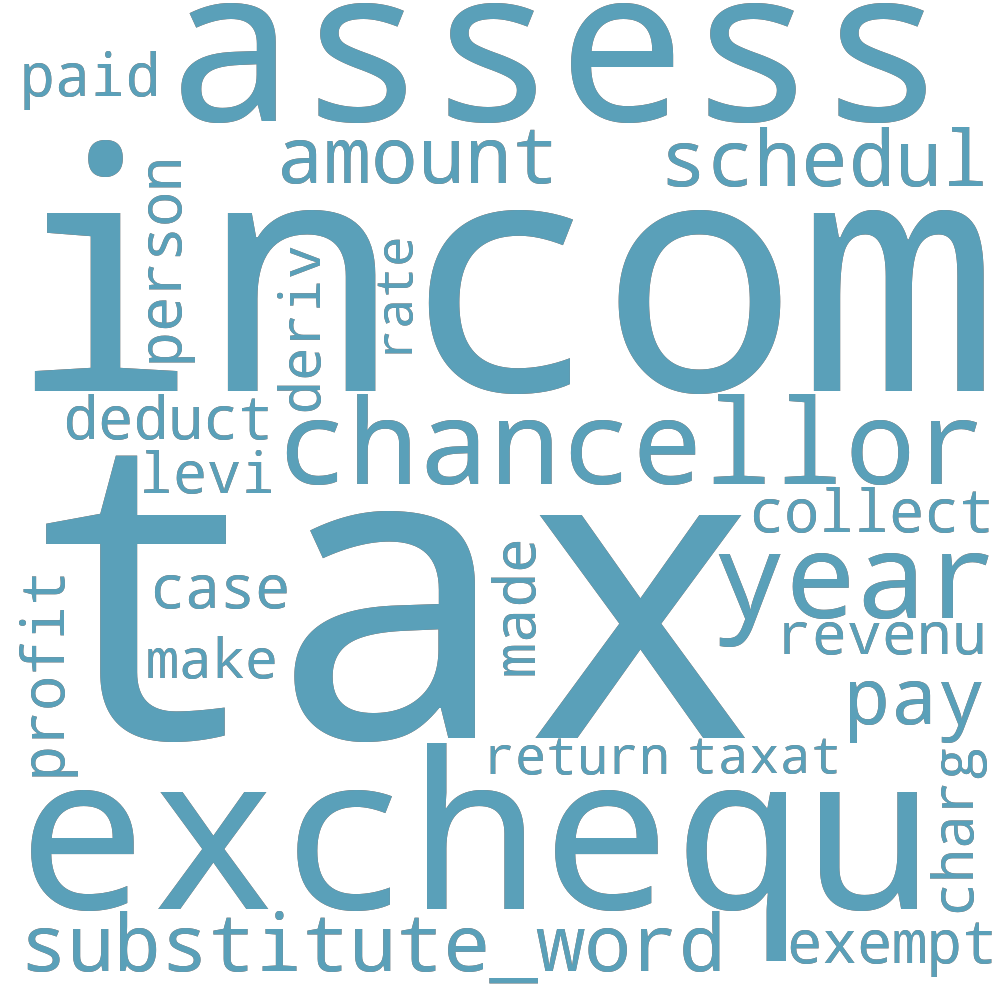 assess
paid
amount
schedul
person
incom
deriv
rate
deduct
chancellor
levi
collect
tax
year
made
case
profit
revenu
make
pay
return
taxat
charg
exchequ
substitute_word
exempt